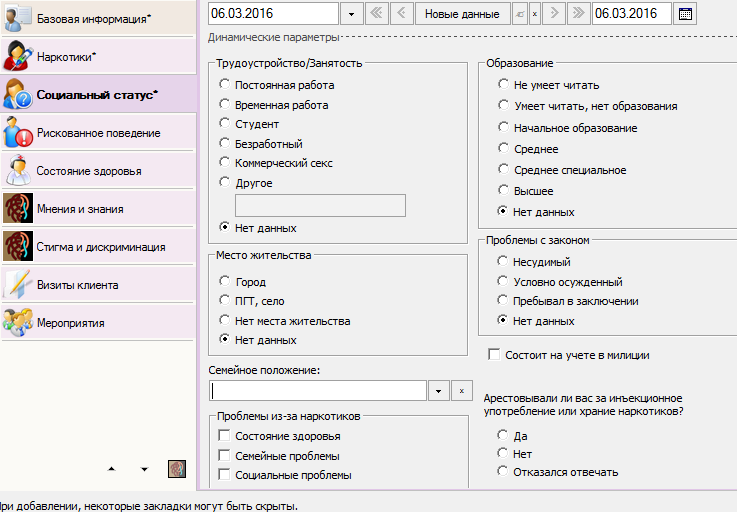 Базовая информация*
Наркотики*
Социальный статус*
Рискованное поведение
Состояние здоровья
Мнения и знания
Стигма и дискриминация
Визиты клиента
Мероприятия
06.03.2016
Новые данные
x
06.03.2016
Динамические параметры
Трудоустройство/Занятость
Постоянная работа
Временная работа
Студент
Безработный
Коммерческий секс
Другое
Нет данных
Место жительства
Город
ПГТ, село
Нет места жительства
Нет данных
Семейное положение:
x
Проблемы из-за наркотиков
Состояние здоровья
Семейные проблемы
Социальные проблемы
Образование
Не умеет читать
Умеет читать, нет образования
Начальное образование
Среднее
Среднее специальное
Высшее
Нет данных
Проблемы с законом
Несудимый
Условно осужденный
Пребывал в заключении
Нет данных
Состоит на учете в милиции
Арестовывали ли вас за инъекционное
употребление или храние наркотиков?
Да
Нет
Отказался отвечать
При добавлении, некоторые закладки могут быть скрыты.